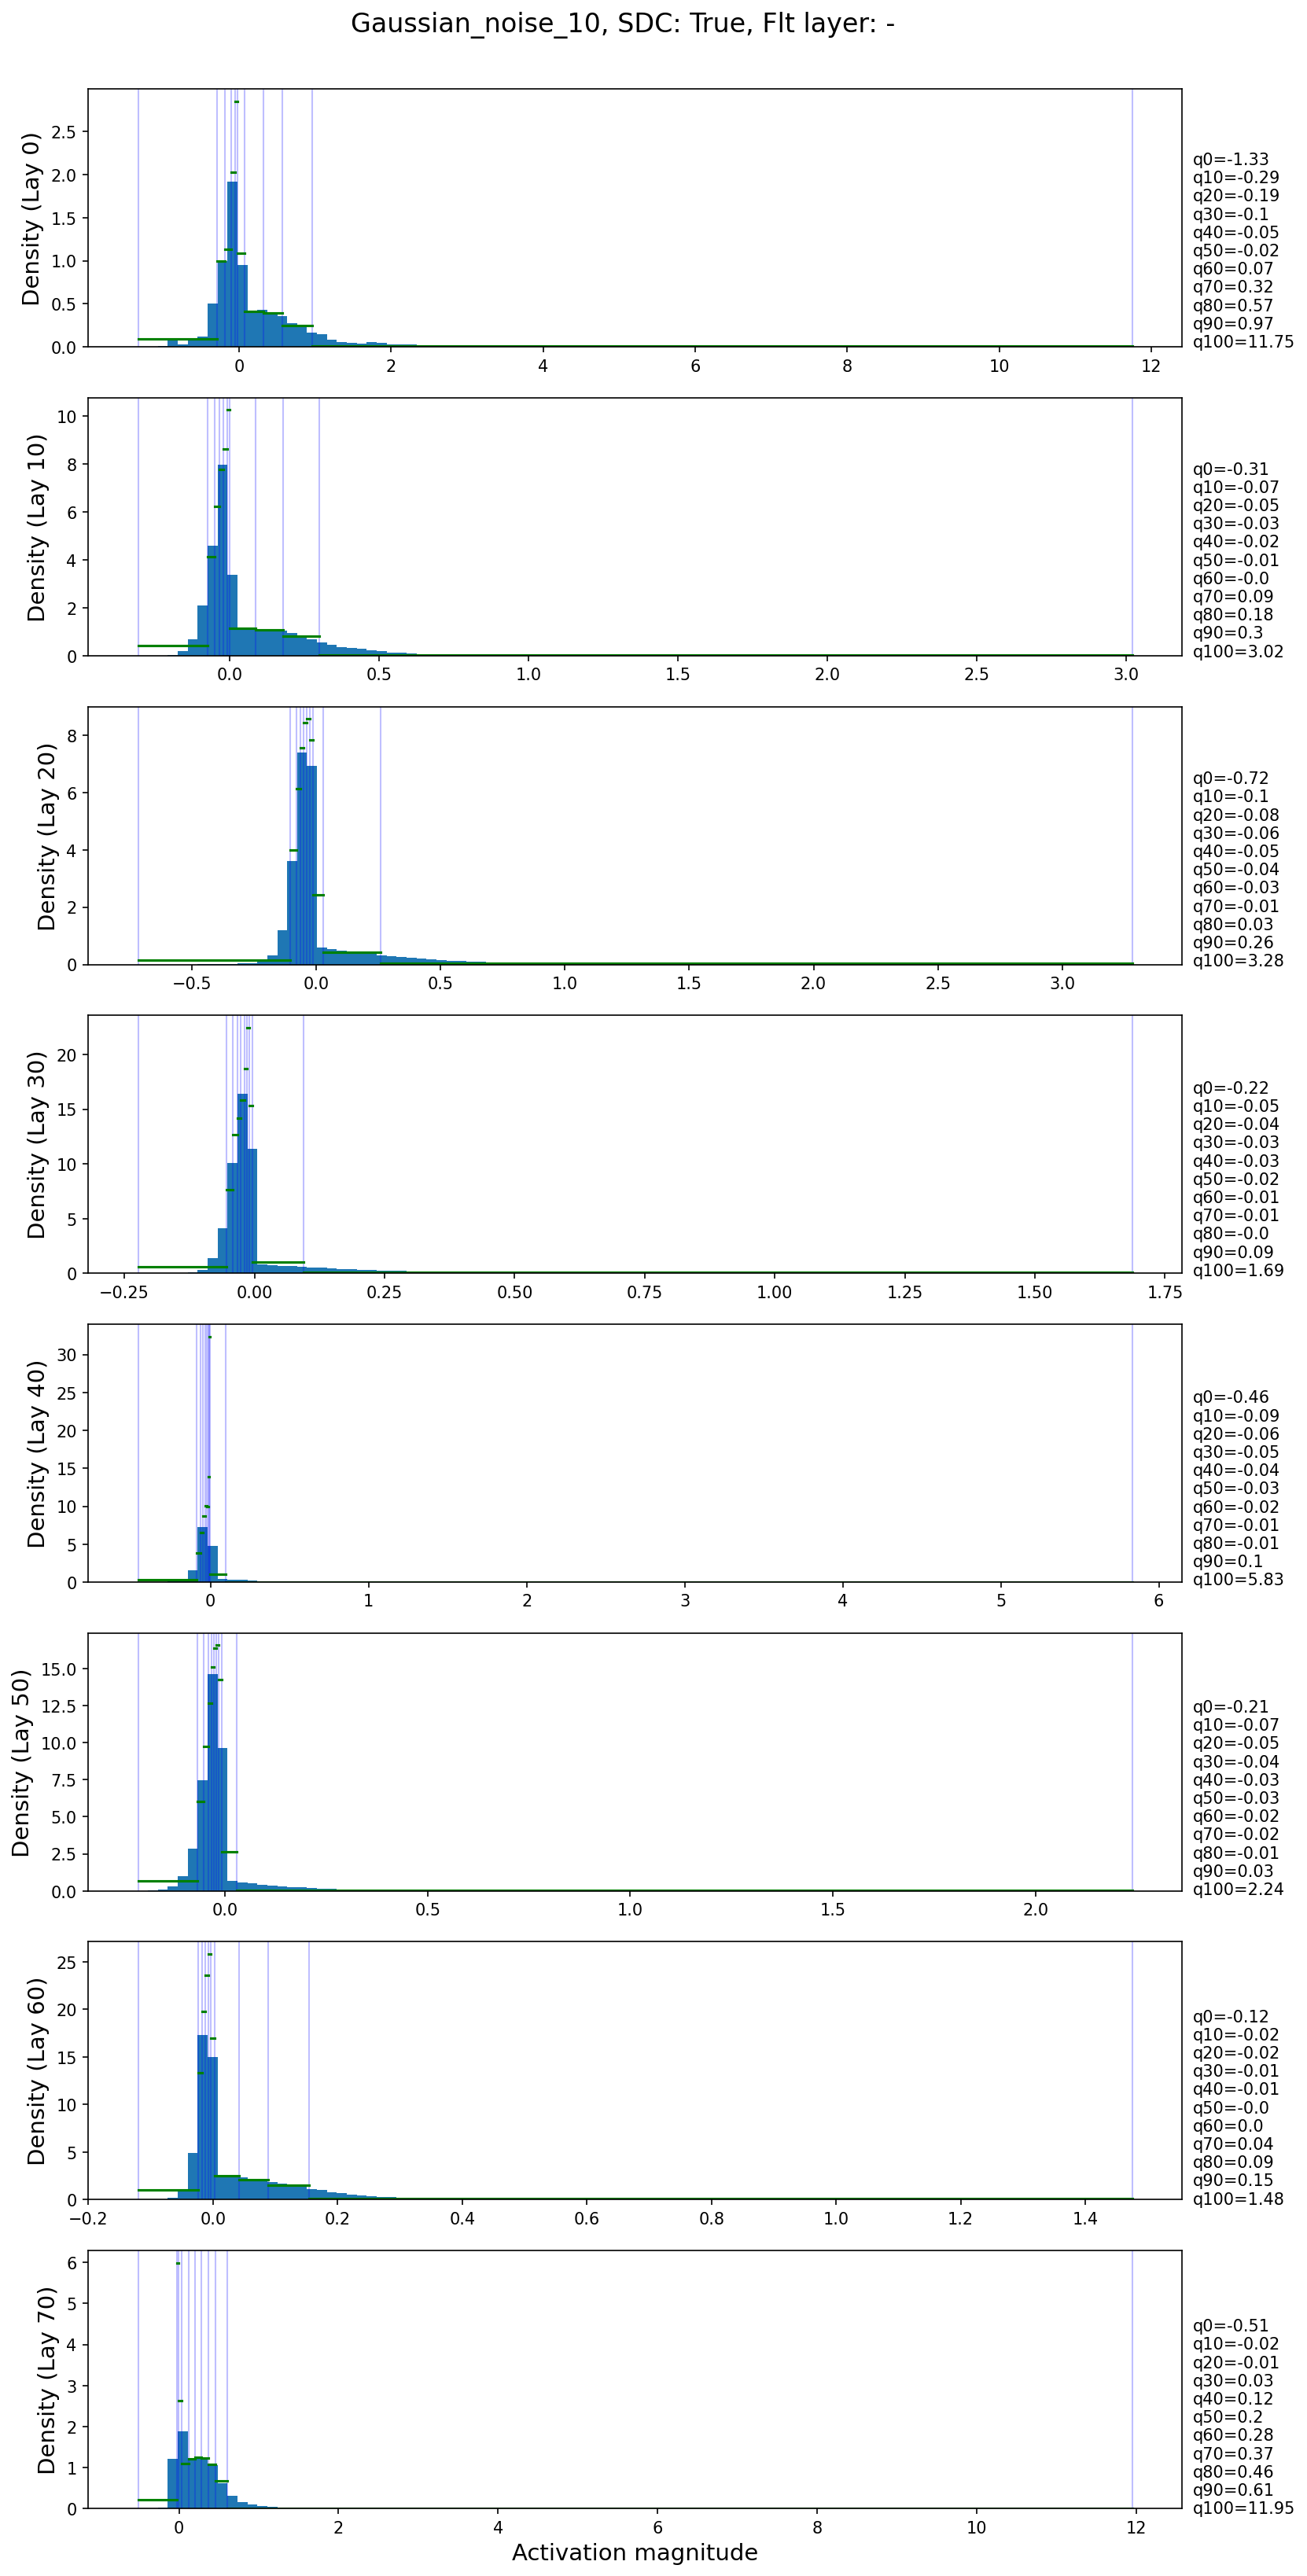 Gaussian_noise_10, SDC: True, Flt layer: -
Density (Lay 0)
2.5
2.0
1.5
1.0
0.5
0.0
0 2 4 6 8 10 12
q0=-1.33
q10=-0.29
q20=-0.19
q30=-0.1
q40=-0.05
q50=-0.02
q60=0.07
q70=0.32
q80=0.57
q90=0.97
q100=11.75
Density (Lay 10)
10
8
6
4
2
0
0.0 0.5 1.0 1.5 2.0 2.5 3.0
q0=-0.31
q10=-0.07
q20=-0.05
q30=-0.03
q40=-0.02
q50=-0.01
q60=-0.0
q70=0.09
q80=0.18
q90=0.3
q100=3.02
Density (Lay 20)
8
6
4
2
0
−0.5 0.0 0.5 1.0 1.5 2.0 2.5 3.0
q0=-0.72
q10=-0.1
q20=-0.08
q30=-0.06
q40=-0.05
q50=-0.04
q60=-0.03
q70=-0.01
q80=0.03
q90=0.26
q100=3.28
Density (Lay 30)
20
15
10
5
0
−0.25 0.00 0.25 0.50 0.75 1.00 1.25 1.50 1.75
q0=-0.22
q10=-0.05
q20=-0.04
q30=-0.03
q40=-0.03
q50=-0.02
q60=-0.01
q70=-0.01
q80=-0.0
q90=0.09
q100=1.69
Density (Lay 40)
30
25
20
15
10
5
0
0 1 2 3 4 5 6
q0=-0.46
q10=-0.09
q20=-0.06
q30=-0.05
q40=-0.04
q50=-0.03
q60=-0.02
q70=-0.01
q80=-0.01
q90=0.1
q100=5.83
Density (Lay 50)
15.0
12.5
10.0
7.5
5.0
2.5
0.0
0.0 0.5 1.0 1.5 2.0
q0=-0.21
q10=-0.07
q20=-0.05
q30=-0.04
q40=-0.03
q50=-0.03
q60=-0.02
q70=-0.02
q80=-0.01
q90=0.03
q100=2.24
Density (Lay 60)
25
20
15
10
5
0
−0.2 0.0 0.2 0.4 0.6 0.8 1.0 1.2 1.4
q0=-0.12
q10=-0.02
q20=-0.02
q30=-0.01
q40=-0.01
q50=-0.0
q60=0.0
q70=0.04
q80=0.09
q90=0.15
q100=1.48
Density (Lay 70)
6
5
4
3
2
1
0
0 2 4 6 8 10 12
q0=-0.51
q10=-0.02
q20=-0.01
q30=0.03
q40=0.12
q50=0.2
q60=0.28
q70=0.37
q80=0.46
q90=0.61
q100=11.95
Activation magnitude